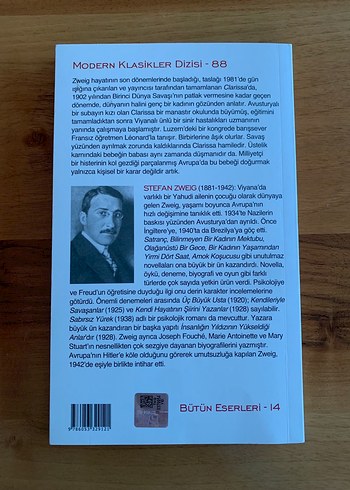 MODERN KLASİKLER DİZİSİ - 88
Zweig hayatının son dönemlerinde başladığı, taslağı 1981'de gün
ışığına çıkarılan ve yayıncısı tarafından tamamlanan Clarissa'da,
1902 yılından Birinci Dünya Savaşı'nın patlak vermesine kadar geçen
dönemde, dünyanın halini genç bir kadının gözünden anlatır. Avusturyalı
bir subayın kızı olan Clarissa bir manastır okulunda büyümüş, eğitimini
tamamladıktan sonra Viyanalı ünlü bir sinir hastalıkları uzmanının
yanında çalışmaya başlamıştır. Luzern'deki bir kongrede barışsever
Fransız öğretmen Léonard'la tanışır. Birbirlerine âşık olurlar. Savaş
yüzünden ayrılmak zorunda kaldıklarında Clarissa hamiledir. Üstelik
karnındaki bebeğin babası aynı zamanda düşmanıdır da. Milliyetçi
bir histerinin kol gezdiği parçalanmış Avrupa'da bu bebeği doğurmak
yalnızca kişisel bir karar değildir artık.
STEFAN ZWEIG (1881-1942): Viyana'da
varlıklı bir Yahudi ailenin çocuğu olarak dünyaya
gelen Zweig, yaşamı boyunca Avrupa'nın
hızlı değişimine tanıklık etti. 1934'te Nazilerin
baskısı yüzünden Avusturya'dan ayrıldı. Önce
İngiltere'ye, 1940'ta da Brezilya'ya göç etti.
Satranç, Bilinmeyen Bir Kadının Mektubu,
Olağanüstü Bir Gece, Bir Kadının Yaşamından
Yirmi Dört Saat, Amok Koşucusu gibi unutulmaz
novellaları ona büyük bir ün kazandırdı. Novella,
öykü, deneme, biyografi ve oyun gibi farklı
türlerde çok sayıda yetkin ürün verdi. Psikolojiye
ve Freud'un öğretisine duyduğu ilgi onu derin karakter incelemelerine
götürdü. Önemli denemeleri arasında Üç Büyük Usta (1920); Kendileriyle
Savaşanlar (1925) ve Kendi Hayatının Şiirini Yazanlar (1928) sayılabilir.
Sabırsız Yürek (1938) adlı bir psikolojik romanı da mevcuttur. Yazara
büyük ün kazandıran bir başka yapıtı İnsanlığın Yıldızının Yükseldiği
Anlar'dır (1928). Zweig ayrıca Joseph Fouché, Marie Antoinette ve Mary
Stuart'ın nesnellikten çok sezgiye dayanan biyografilerini yazmıştır.
Avrupa'nın Hitler'e köle olduğunu görerek umutsuzluğa kapılan Zweig,
1942'de eşiyle birlikte intihar etti.
BÜTÜN ESERLERİ - 14